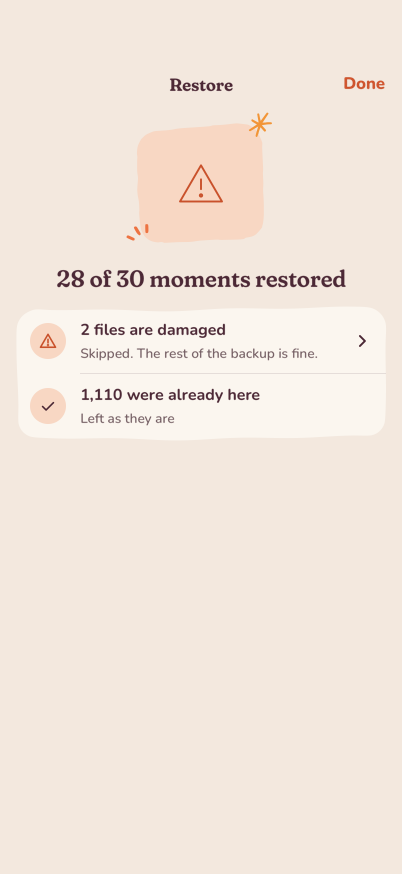 Restore
Done
28 of 30 moments restored
2 files are damaged
Skipped. The rest of the backup is fine.
1,110 were already here
Left as they are